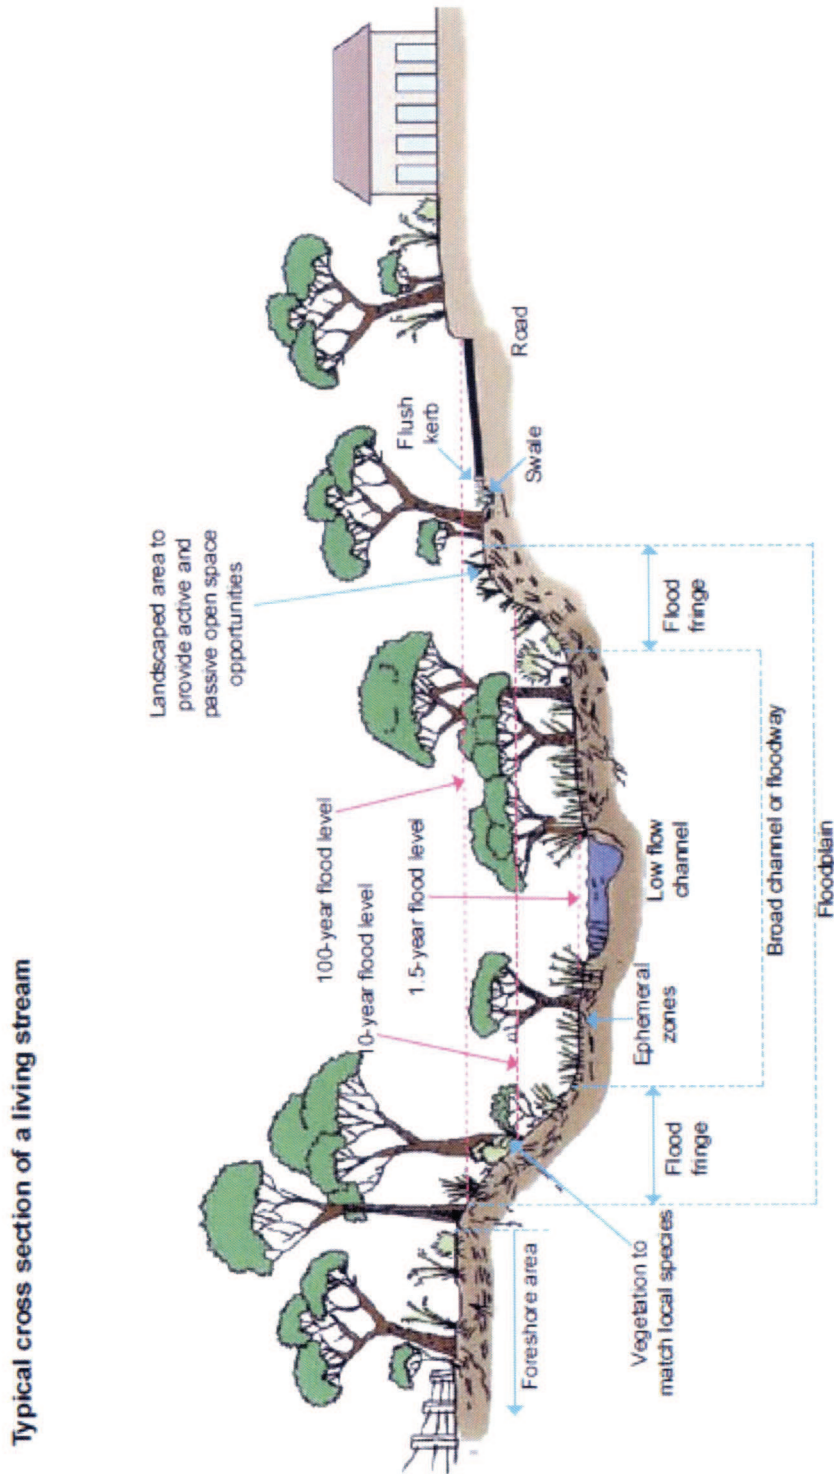 Typical cross section of a living stream
Landscaped area to
provide active and
passive open space
opportunities
100-year flood level
10-year flood level
1.5-year flood level
Flush
kerb
Foreshore area
Vegetation to
match local species
Flood
fringe
Ephemeral
zones
Low flow
channel
Flood
fringe
Swale
Road
Broad channel or floodway
Floodplain